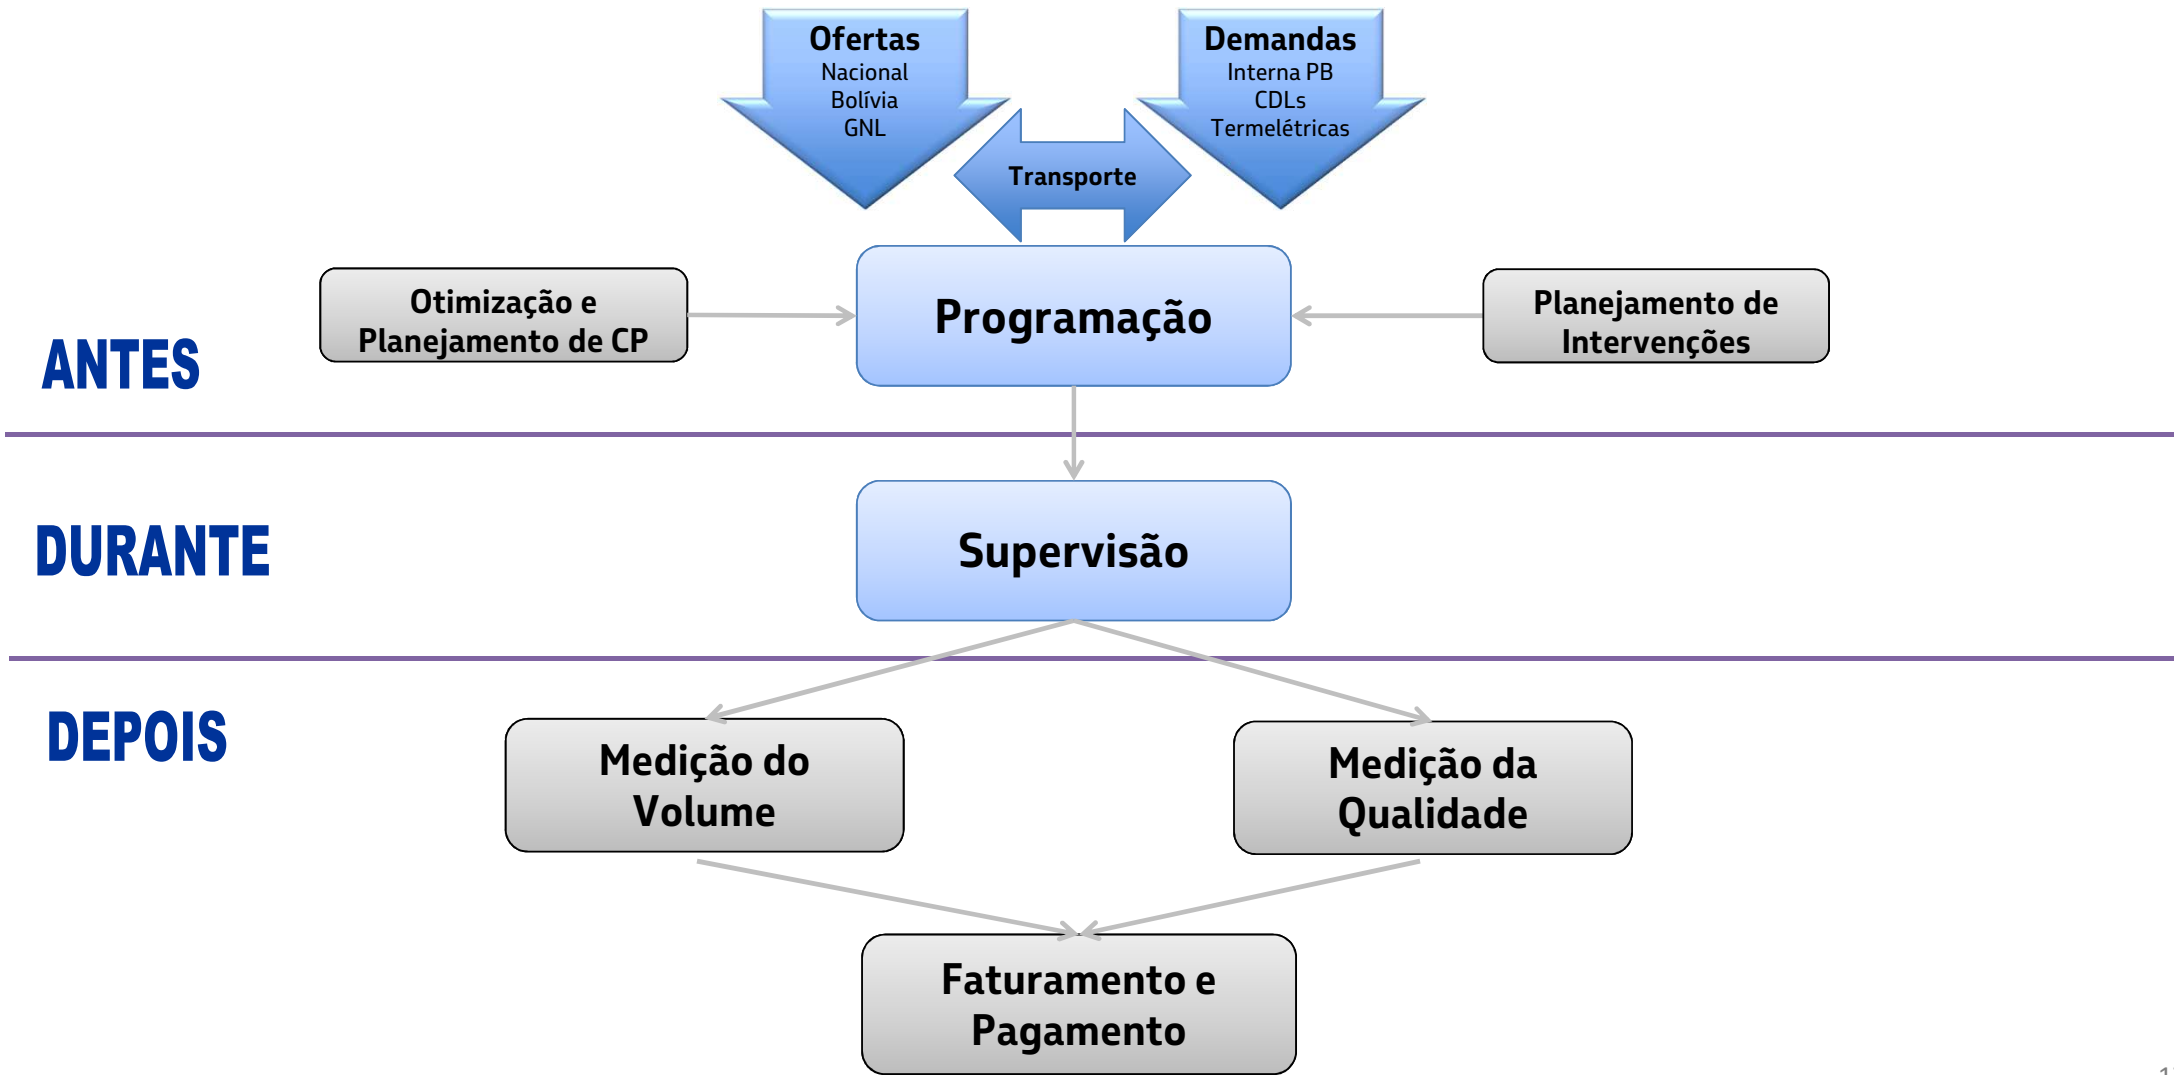 Ofertas
Nacional
Bolívia
GNL
Demandas
Interna PB
CDLs
Termelétricas
Transporte
Otimização e
Planejamento de CP
Programação
Planejamento de
Intervenções
ANTES
DURANTE
Supervisão
DEPOIS
Medição do
Volume
Medição da
Qualidade
Faturamento e
Pagamento